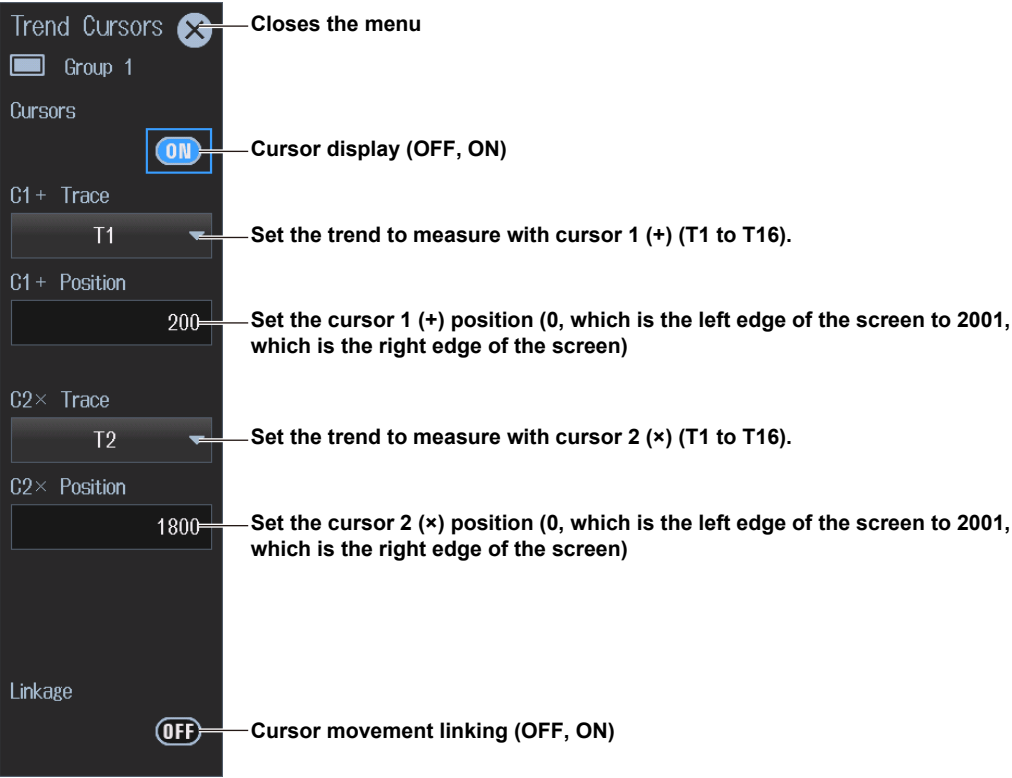 Trend Cursors
Closes the menu
Group 1
Cursors
ON
Cursor display (OFF, ON)
C1+ Trace
T1
Set the trend to measure with cursor 1 (+) (T1 to T16).
C1+ Position
200
Set the cursor 1 (+) position (0, which is the left edge of the screen to 2001,
which is the right edge of the screen)
C2× Trace
T2
Set the trend to measure with cursor 2 (×) (T1 to T16).
C2× Position
1800
Set the cursor 2 (×) position (0, which is the left edge of the screen to 2001,
which is the right edge of the screen)
Linkage
OFF
Cursor movement linking (OFF, ON)